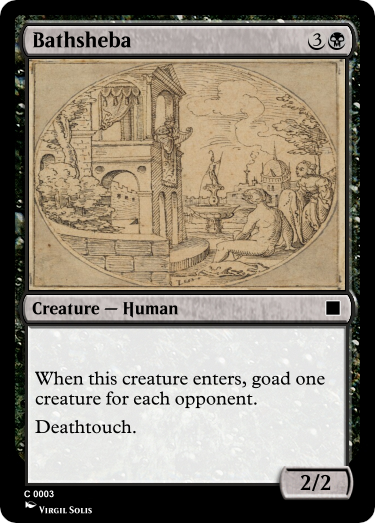 Bathsheba 3
Creature — Human
When this creature enters, goad one
creature for each opponent.
Deathtouch.
2/2
C 0003
Virgil Solis